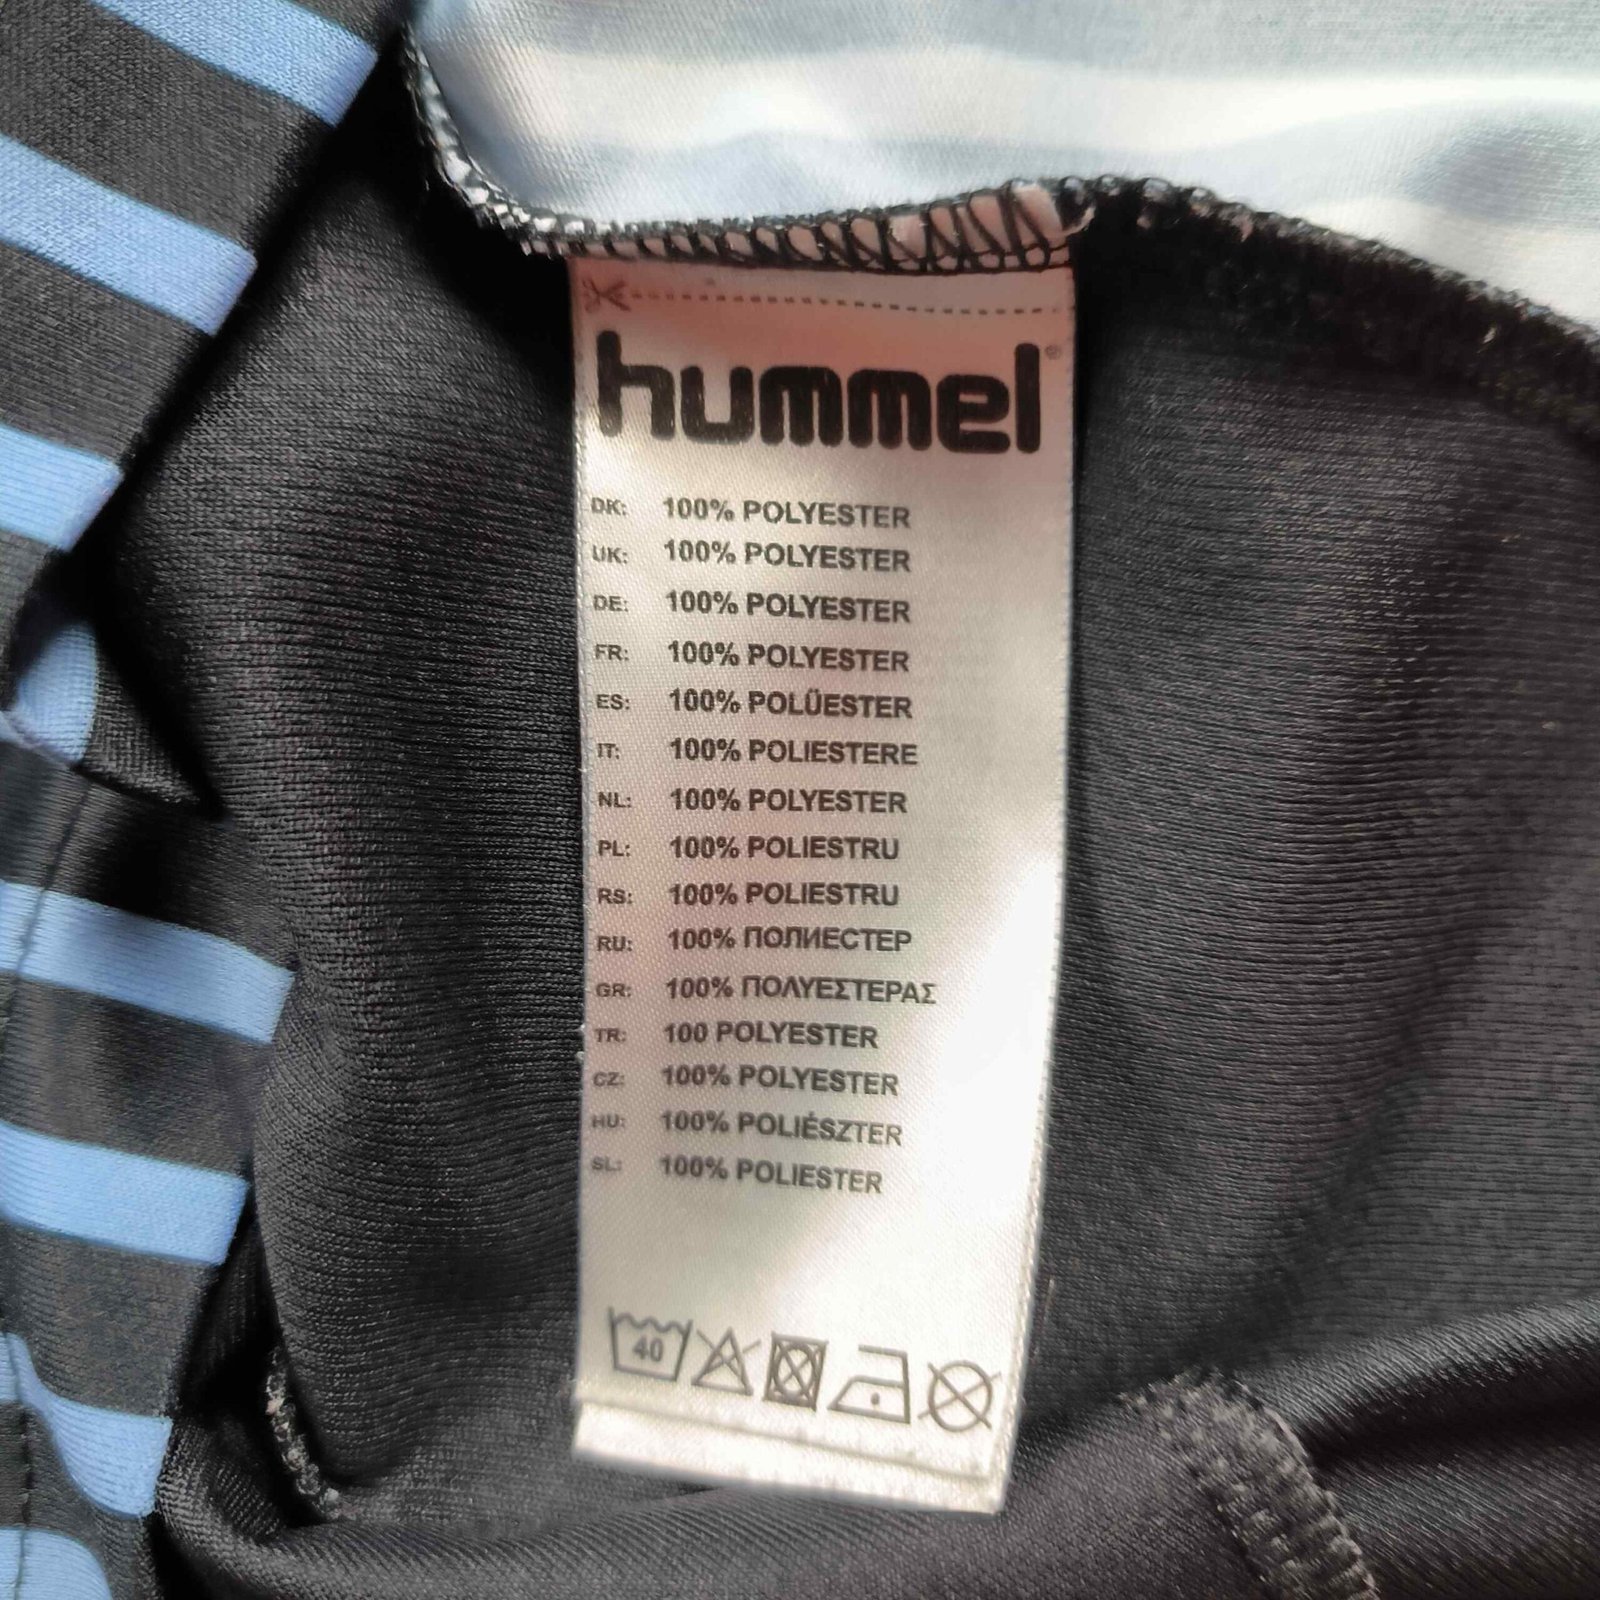 hummel®
DK: 100% POLYESTER
UK: 100% POLYESTER
DE: 100% POLYESTER
FR: 100% POLYESTER
ES: 100% POLÜESTER
IT: 100% POLIESTERE
NL: 100% POLYESTER
PL: 100% POLIESTRU
RS: 100% POLIESTRU
RU: 100% ПОЛИЕСТЕР
GR: 100% ΠΟΛΥΕΣΤΕΡΑΣ
TR: 100 POLYESTER
CZ: 100% POLYESTER
HU: 100% POLIÉSZTER
SL: 100% POLIESTER
40